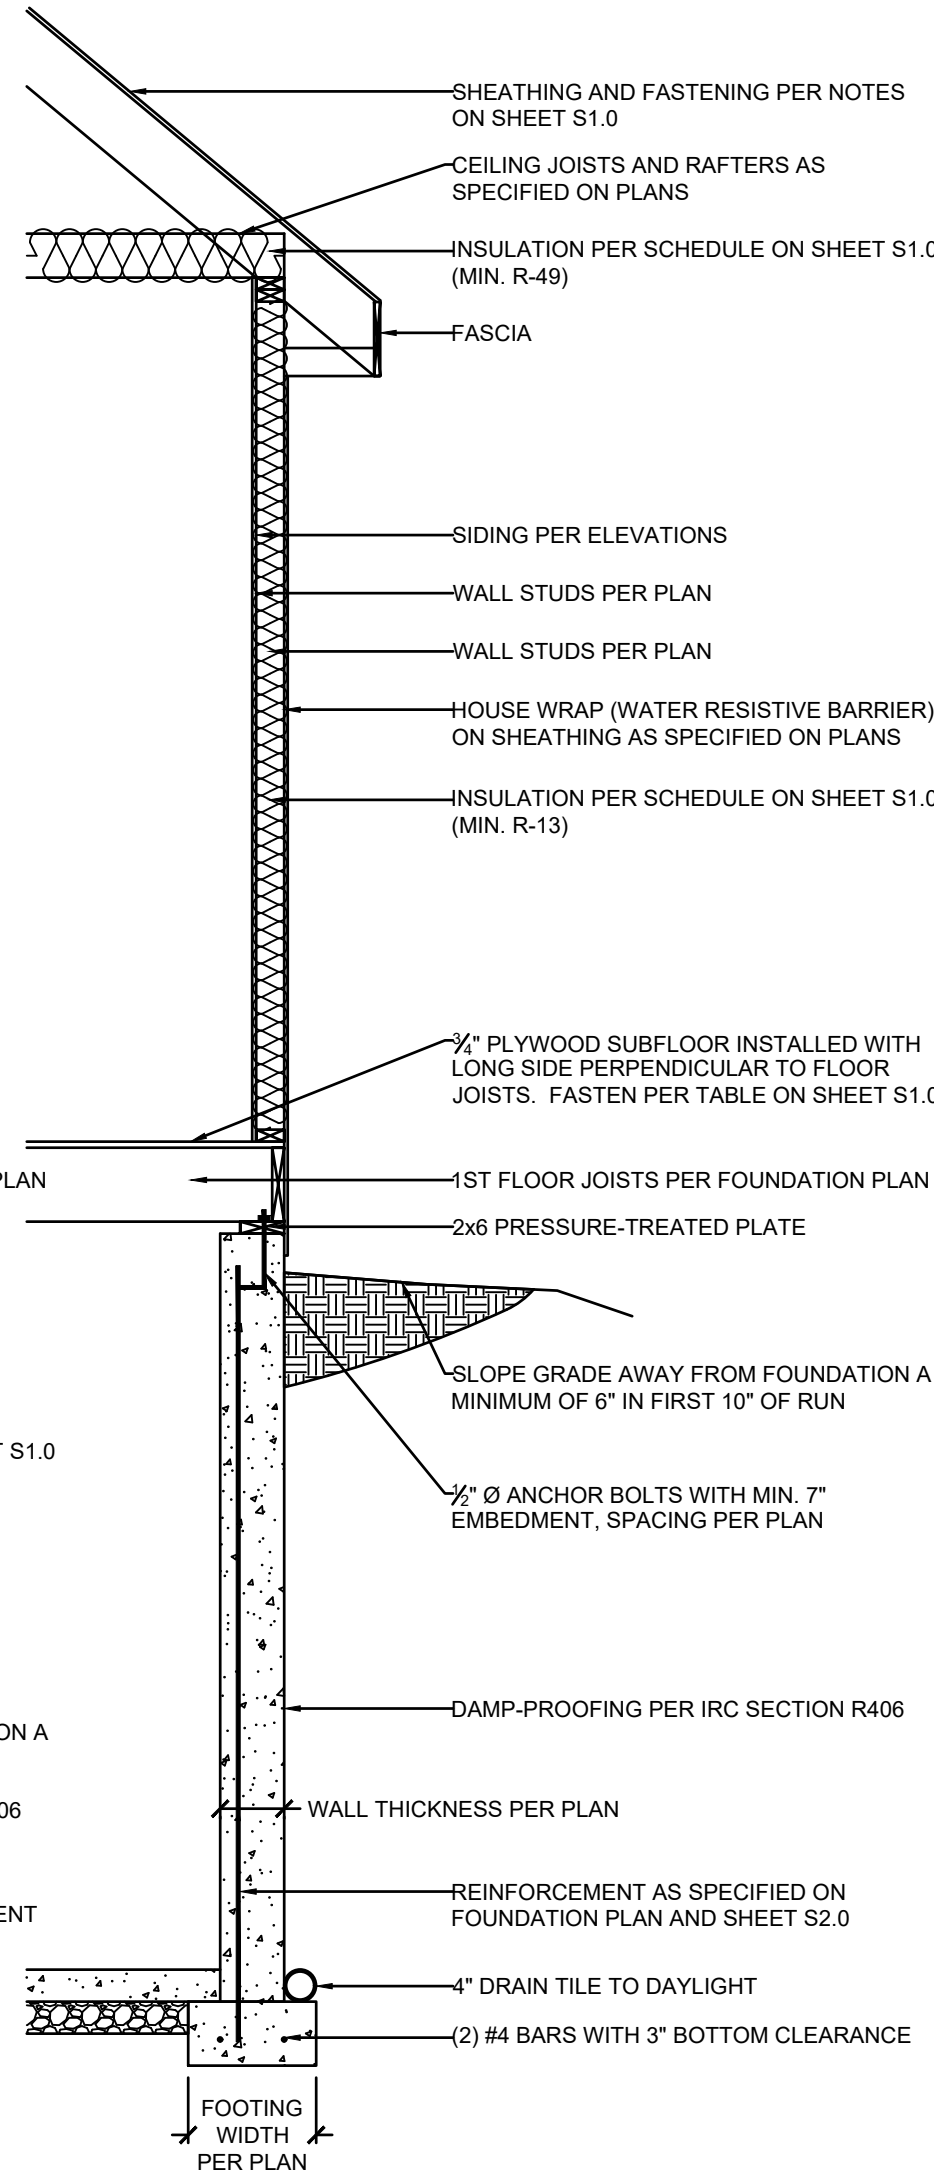 SHEATHING AND FASTENING PER NOTES
ON SHEET S1.0
CEILING JOISTS AND RAFTERS AS
SPECIFIED ON PLANS
INSULATION PER SCHEDULE ON SHEET S1.0
(MIN. R-49)
FASCIA
SIDING PER ELEVATIONS
WALL STUDS PER PLAN
WALL STUDS PER PLAN
HOUSE WRAP (WATER RESISTIVE BARRIER)
ON SHEATHING AS SPECIFIED ON PLANS
INSULATION PER SCHEDULE ON SHEET S1.0
(MIN. R-13)
3/4" PLYWOOD SUBFLOOR INSTALLED WITH
LONG SIDE PERPENDICULAR TO FLOOR
JOISTS. FASTEN PER TABLE ON SHEET S1.0
PLAN
1ST FLOOR JOISTS PER FOUNDATION PLAN
2x6 PRESSURE-TREATED PLATE
SLOPE GRADE AWAY FROM FOUNDATION A
MINIMUM OF 6" IN FIRST 10" OF RUN
T S1.0
1/2" Ø ANCHOR BOLTS WITH MIN. 7"
EMBEDMENT, SPACING PER PLAN
DAMP-PROOFING PER IRC SECTION R406
ON A
WALL THICKNESS PER PLAN
06
REINFORCEMENT AS SPECIFIED ON
FOUNDATION PLAN AND SHEET S2.0
ENT
4" DRAIN TILE TO DAYLIGHT
(2) #4 BARS WITH 3" BOTTOM CLEARANCE
FOOTING
WIDTH
PER PLAN